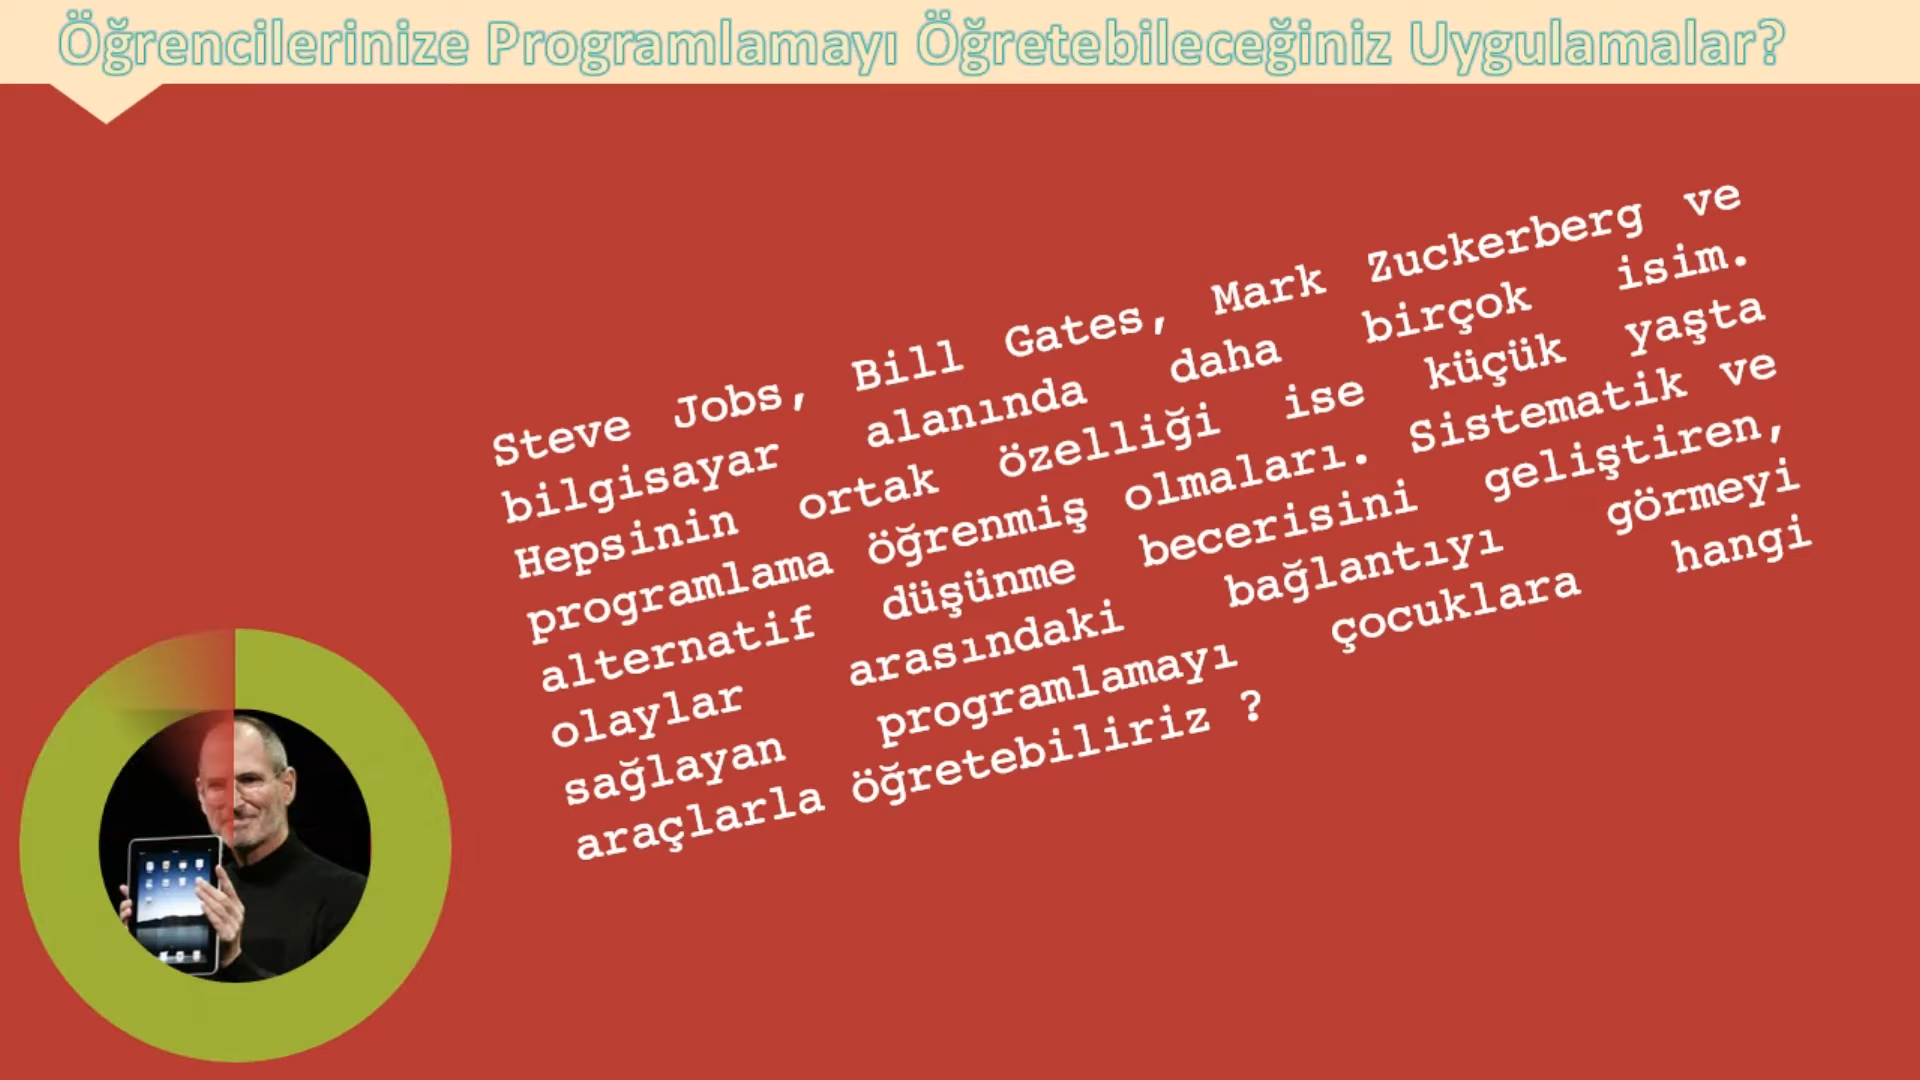 Öğrencilerinize Programlamayı Öğretebileceğiniz Uygulamalar?
Steve Jobs, Bill Gates, Mark Zuckerberg ve
bilgisayar alanında daha birçok isim.
Hepsinin ortak özelliği ise küçük yaşta
programlama öğrenmiş olmaları. Sistematik ve
alternatif düşünme becerisini geliştiren,
olaylar arasındaki bağlantıyı görmeyi
sağlayan programlamayı çocuklara hangi
araçlarla öğretebiliriz ?